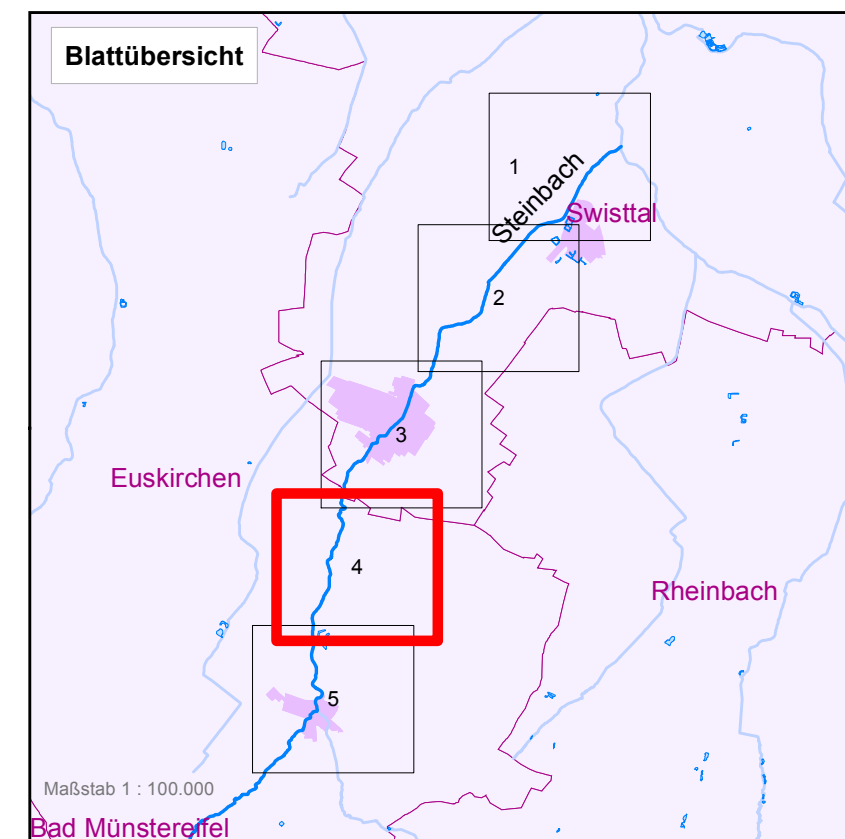 Blattübersicht
1
Steinbach
Swisttal
2
3
Euskirchen
4
Rheinbach
5
Maßstab 1 : 100.000
Bad Münstereifel